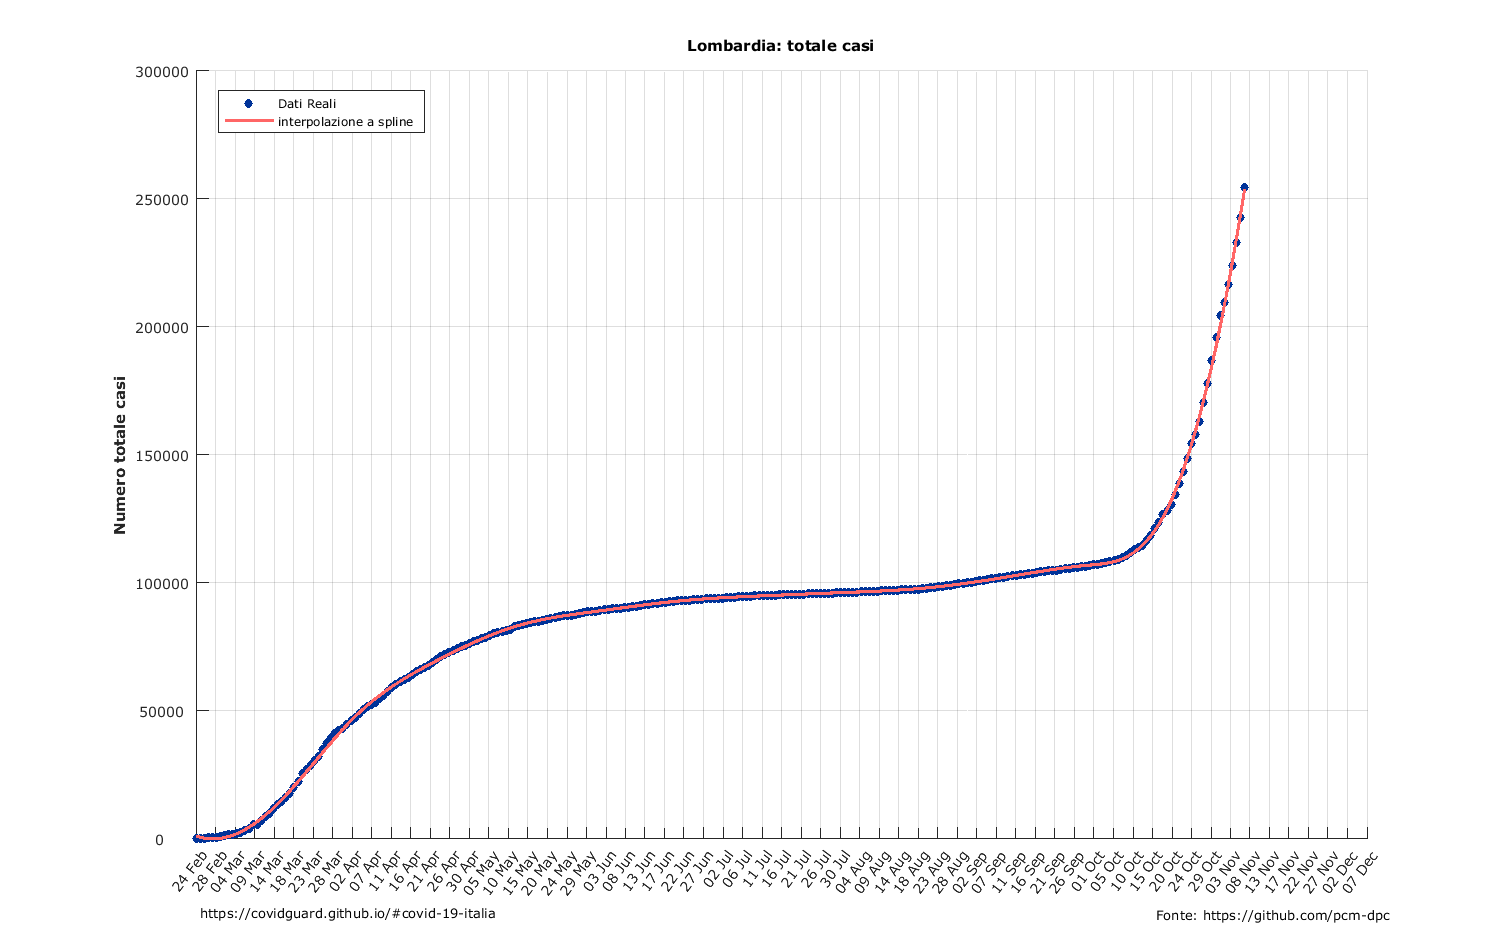 Lombardia: totale casi
300000
250000
200000
150000
100000
50000
0
Numero totale casi
Dati Reali
interpolazione a spline
24 Feb
28 Feb
04 Mar
09 Mar
14 Mar
18 Mar
23 Mar
28 Mar
02 Apr
07 Apr
11 Apr
16 Apr
21 Apr
26 Apr
30 Apr
05 May
10 May
15 May
20 May
24 May
29 May
03 Jun
08 Jun
13 Jun
17 Jun
22 Jun
27 Jun
02 Jul
06 Jul
11 Jul
16 Jul
21 Jul
26 Jul
30 Jul
04 Aug
09 Aug
14 Aug
18 Aug
23 Aug
28 Aug
02 Sep
07 Sep
11 Sep
16 Sep
21 Sep
26 Sep
01 Oct
05 Oct
10 Oct
15 Oct
20 Oct
24 Oct
29 Oct
03 Nov
08 Nov
13 Nov
17 Nov
22 Nov
27 Nov
02 Dec
07 Dec
https://covidguard.github.io/#covid-19-italia
Fonte: https://github.com/pcm-dpc